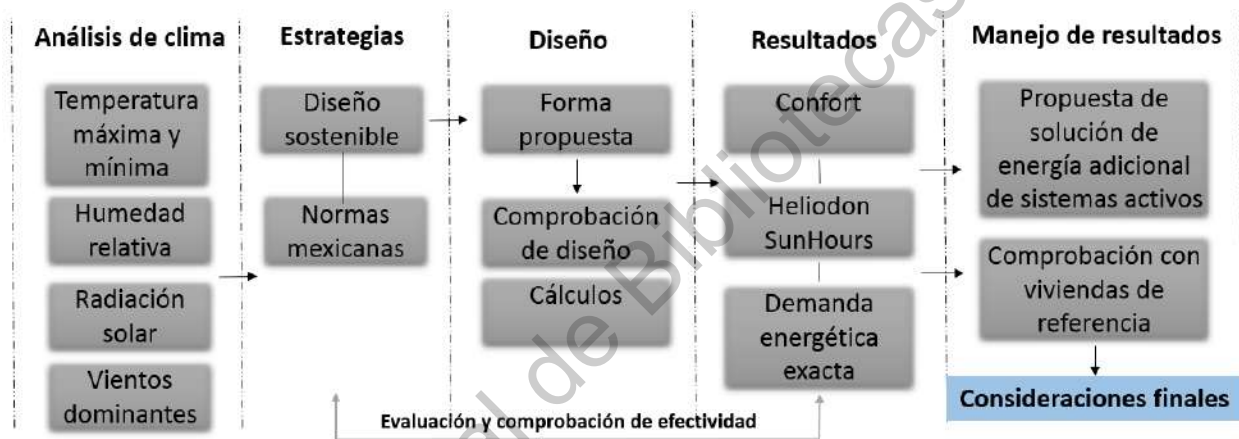 Análisis de clima
Temperatura
máxima y
mínima
Humedad
relativa
Radiación
solar
Vientos
dominantes
Estrategias
Diseño
sostenible
Normas
mexicanas
Diseño
Forma
propuesta
Comprobación
de diseño
Cálculos
Resultados
Confort
Heliodon
SunHours
Demanda
energética
exacta
Manejo de resultados
Propuesta de
solución de
energía adicional
de sistemas activos
Comprobación con
viviendas de
referencia
Consideraciones finales
Evaluación y comprobación de efectividad
de Bibliotecas